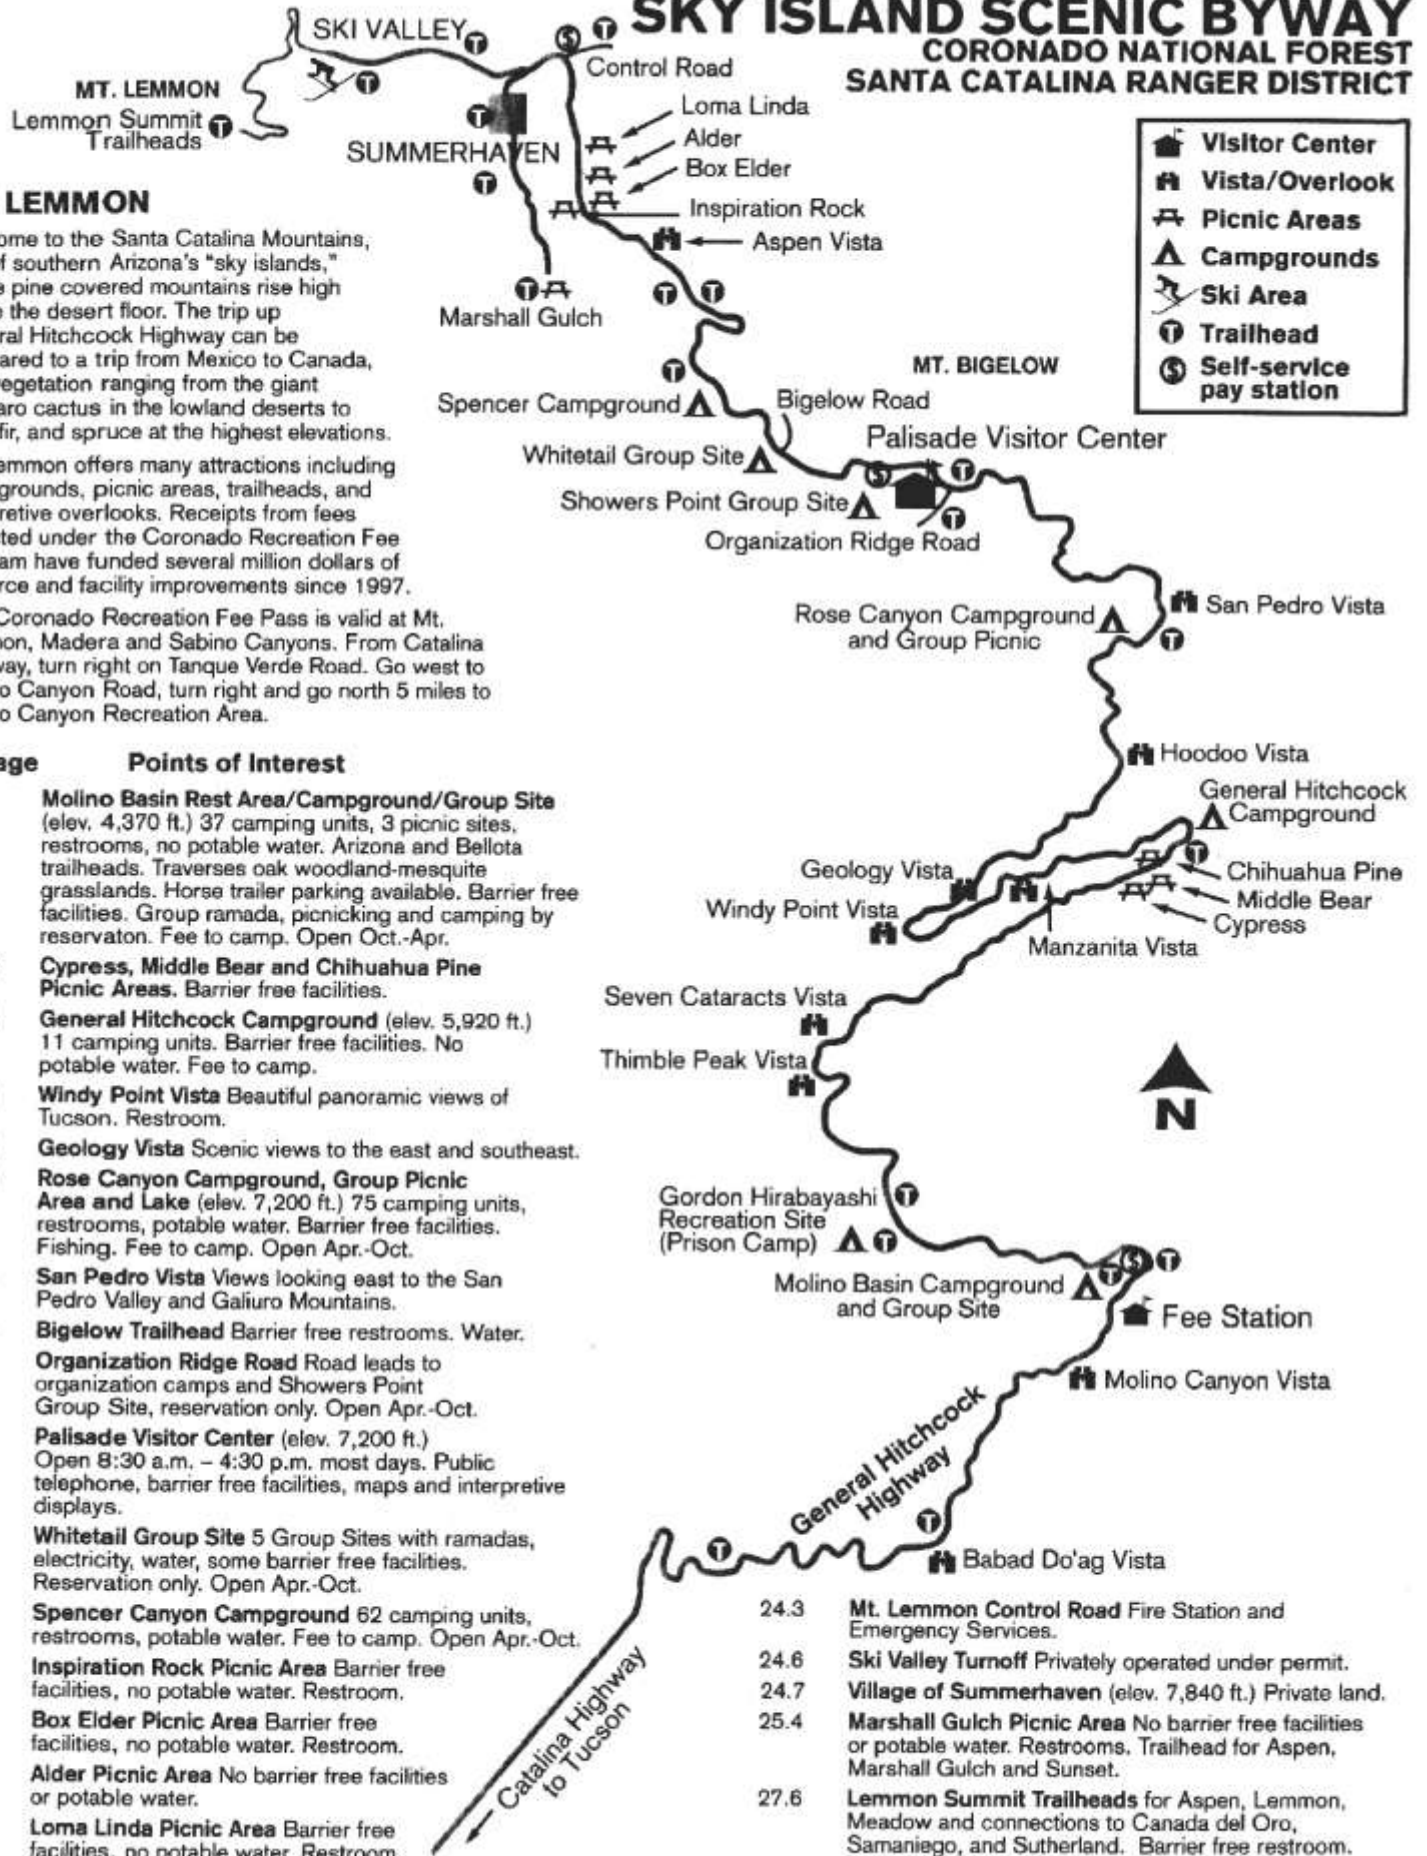 SKY ISLAND SCENIC BYWAY
CORONADO NATIONAL FOREST
SANTA CATALINA RANGER DISTRICT
SKI VALLEY
Control Road
MT. LEMMON
Lemmon Summit
Trailheads
SUMMERHAVEN
Loma Linda
Alder
Box Elder
Inspiration Rock
Aspen Vista
Marshall Gulch
Visitor Center
Vista/Overlook
Picnic Areas
Campgrounds
Ski Area
Trailhead
Self-service
pay station
LEMMON
ome to the Santa Catalina Mountains,
f southern Arizona's "sky islands,"
e pine covered mountains rise high
e the desert floor. The trip up
ral Hitchcock Highway can be
ared to a trip from Mexico to Canada,
egetation ranging from the giant
aro cactus in the lowland deserts to
fir, and spruce at the highest elevations.
emmon offers many attractions including
grounds, picnic areas, trailheads, and
retive overlooks. Receipts from fees
ted under the Coronado Recreation Fee
am have funded several million dollars of
rce and facility improvements since 1997.
Coronado Recreation Fee Pass is valid at Mt.
on, Madera and Sabino Canyons. From Catalina
way, turn right on Tanque Verde Road. Go west to
o Canyon Road, turn right and go north 5 miles to
o Canyon Recreation Area.
MT. BIGELOW
Spencer Campground
Bigelow Road
Palisade Visitor Center
Whitetail Group Site
Showers Point Group Site
Organization Ridge Road
San Pedro Vista
Rose Canyon Campground
and Group Picnic
Hoodoo Vista
General Hitchcock
Campground
Geology Vista
Chihuahua Pine
Middle Bear
Cypress
Windy Point Vista
Manzanita Vista
Seven Cataracts Vista
Thimble Peak Vista
N
Gordon Hirabayashi
Recreation Site
(Prison Camp)
Molino Basin Campground
and Group Site
Fee Station
Molino Canyon Vista
General Hitchcock
Highway
Babad Do'ag Vista
Catalina Highway
to Tucson
age Points of Interest
Molino Basin Rest Area/Campground/Group Site
(elev. 4,370 ft.) 37 camping units, 3 picnic sites,
restrooms, no potable water. Arizona and Bellota
trailheads. Traverses oak woodland-mesquite
grasslands. Horse trailer parking available. Barrier free
facilities. Group ramada, picnicking and camping by
reservaton. Fee to camp. Open Oct.-Apr.
Cypress, Middle Bear and Chihuahua Pine
Picnic Areas. Barrier free facilities.
General Hitchcock Campground (elev. 5,920 ft.)
11 camping units. Barrier free facilities. No
potable water. Fee to camp.
Windy Point Vista Beautiful panoramic views of
Tucson. Restroom.
Geology Vista Scenic views to the east and southeast.
Rose Canyon Campground, Group Picnic
Area and Lake (elev. 7,200 ft.) 75 camping units,
restrooms, potable water. Barrier free facilities.
Fishing. Fee to camp. Open Apr.-Oct.
San Pedro Vista Views looking east to the San
Pedro Valley and Galiuro Mountains.
Bigelow Trailhead Barrier free restrooms. Water.
Organization Ridge Road Road leads to
organization camps and Showers Point
Group Site, reservation only. Open Apr.-Oct.
Palisade Visitor Center (elev. 7,200 ft.)
Open 8:30 a.m. – 4:30 p.m. most days. Public
telephone, barrier free facilities, maps and interpretive
displays.
Whitetail Group Site 5 Group Sites with ramadas,
electricity, water, some barrier free facilities.
Reservation only. Open Apr.-Oct.
Spencer Canyon Campground 62 camping units,
restrooms, potable water. Fee to camp. Open Apr.-Oct.
Inspiration Rock Picnic Area Barrier free
facilities, no potable water. Restroom.
Box Elder Picnic Area Barrier free
facilities, no potable water. Restroom.
Alder Picnic Area No barrier free facilities
or potable water.
Loma Linda Picnic Area Barrier free
facilities, no potable water. Restroom
24.3 Mt. Lemmon Control Road Fire Station and
Emergency Services.
24.6 Ski Valley Turnoff Privately operated under permit.
24.7 Village of Summerhaven (elev. 7,840 ft.) Private land.
25.4 Marshall Gulch Picnic Area No barrier free facilities
or potable water. Restrooms. Trailhead for Aspen,
Marshall Gulch and Sunset.
27.6 Lemmon Summit Trailheads for Aspen, Lemmon,
Meadow and connections to Canada del Oro,
Samaniego, and Sutherland. Barrier free restroom.